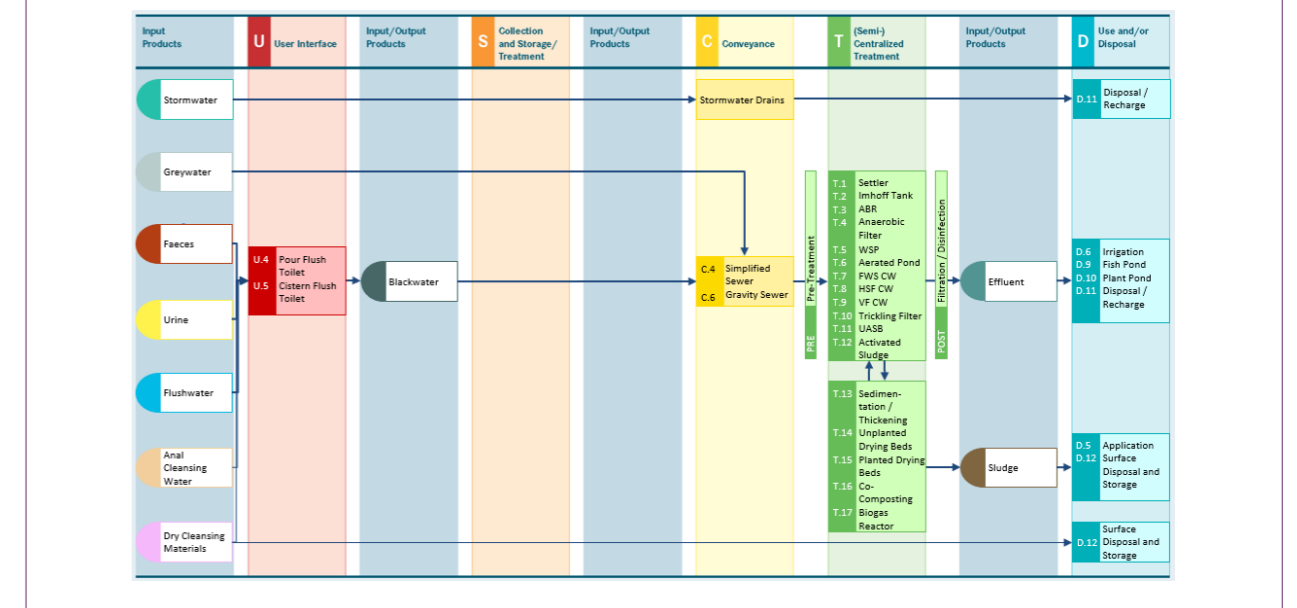 Input
Products
U User Interface
Input/Output
Products
S Collection
and Storage/
Treatment
Input/Output
Products
C Conveyance
T (Semi-)
Centralized
Treatment
Input/Output
Products
D Use and/or
Disposal
Stormwater
Stormwater Drains
D.11 Disposal /
Recharge
Greywater
Faeces
Urine
Flushwater
Anal
Cleansing
Water
Dry Cleansing
Materials
U.4 Pour Flush
Toilet
U.5 Cistern Flush
Toilet
Blackwater
C.4 Simplified
Sewer
C.6 Gravity Sewer
PRE Pre-Treatment
T.1 Settler
T.2 Imhoff Tank
T.3 ABR
T.4 Anaerobic
Filter
T.5 WSP
T.6 Aerated Pond
T.7 FWS CW
T.8 HSF CW
T.9 VF CW
T.10 Trickling Filter
T.11 UASB
T.12 Activated
Sludge
POST Filtration / Disinfection
T.13 Sedimen-
tation /
Thickening
T.14 Unplanted
Drying Beds
T.15 Planted Drying
Beds
T.16 Co-
Composting
T.17 Biogas
Reactor
Effluent
Sludge
D.6 Irrigation
D.9 Fish Pond
D.10 Plant Pond
D.11 Disposal /
Recharge
D.5 Application
D.12 Surface
Disposal and
Storage
Surface
D.12 Disposal and
Storage